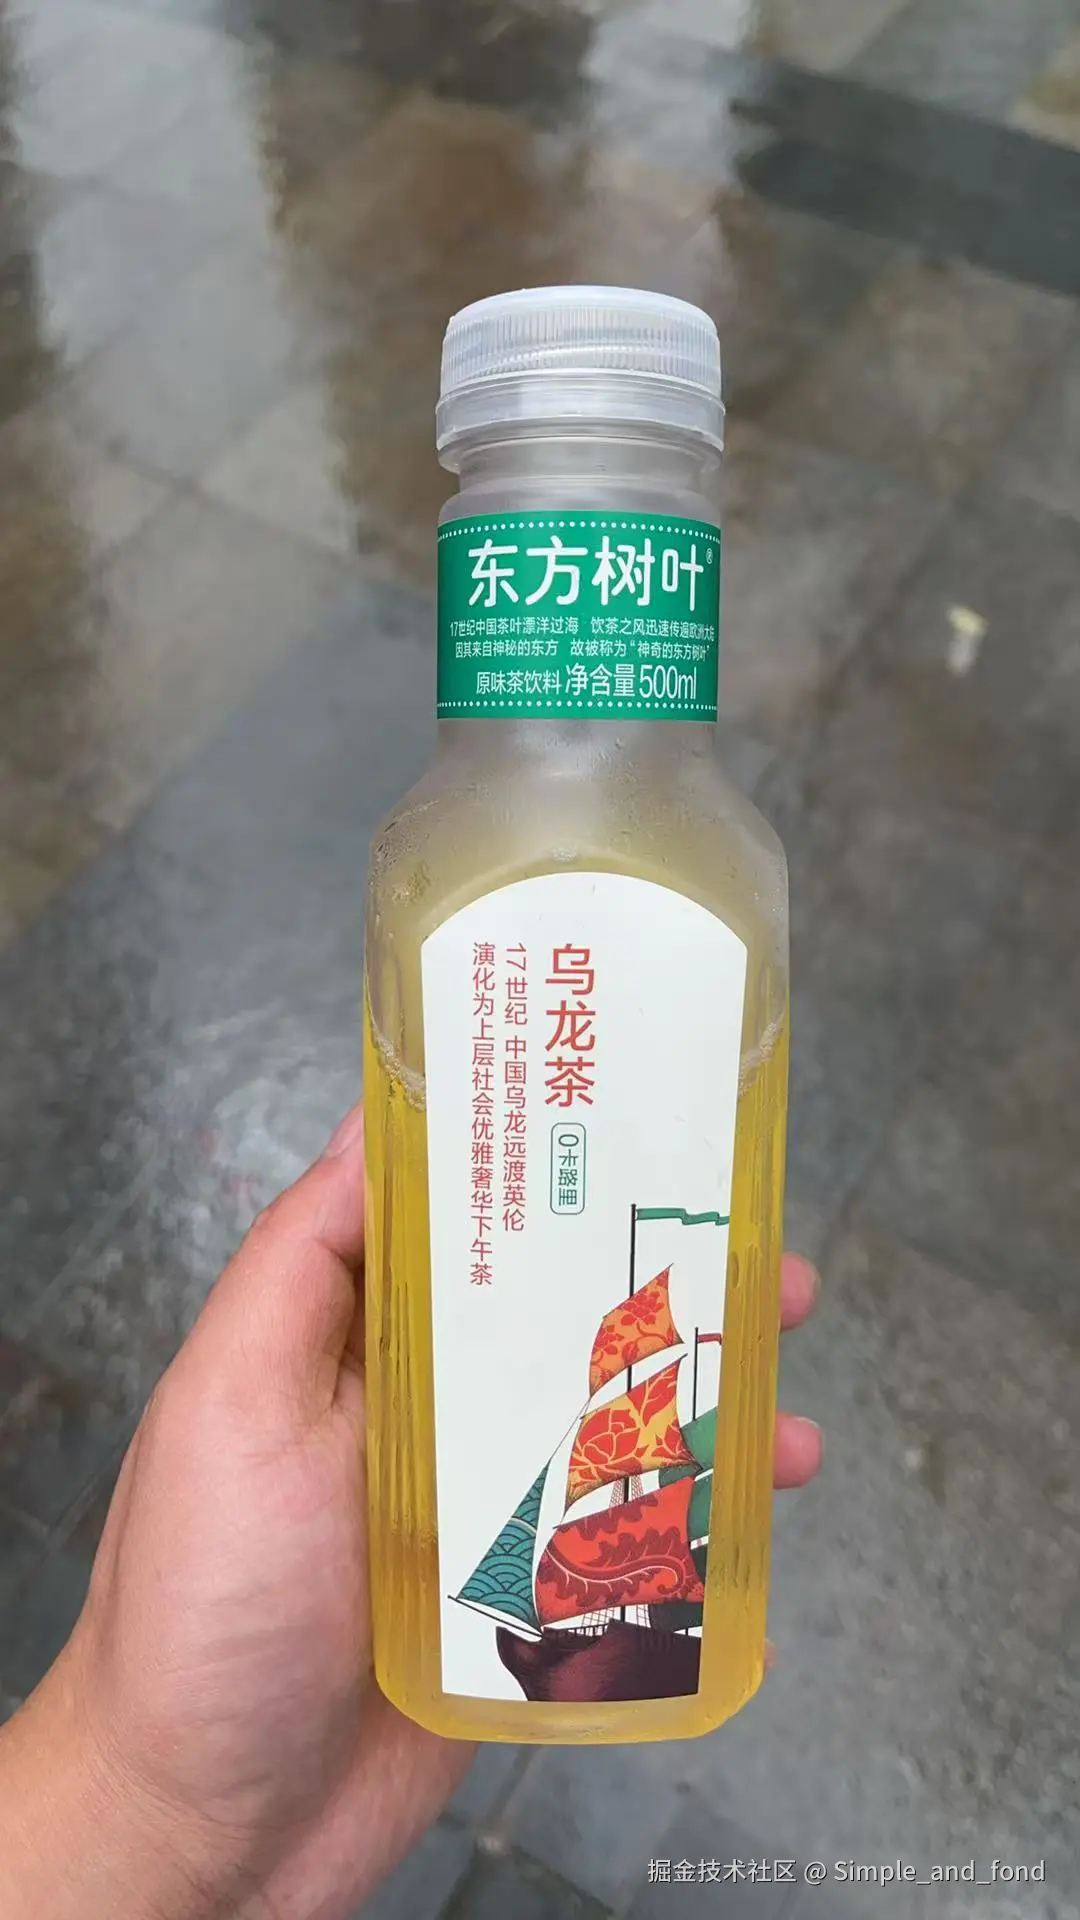 东方树叶®
17世纪中国茶叶漂洋过海 饮茶之风迅速传遍欧洲大陆
因其来自神秘的东方 故被称为“神奇的东方树叶”
原味茶饮料 净含量500ml
乌龙茶
0卡路里
17世纪 中国乌龙远渡英伦
演化为上层社会优雅奢华下午茶
掘金技术社区 @ Simple_and_fond